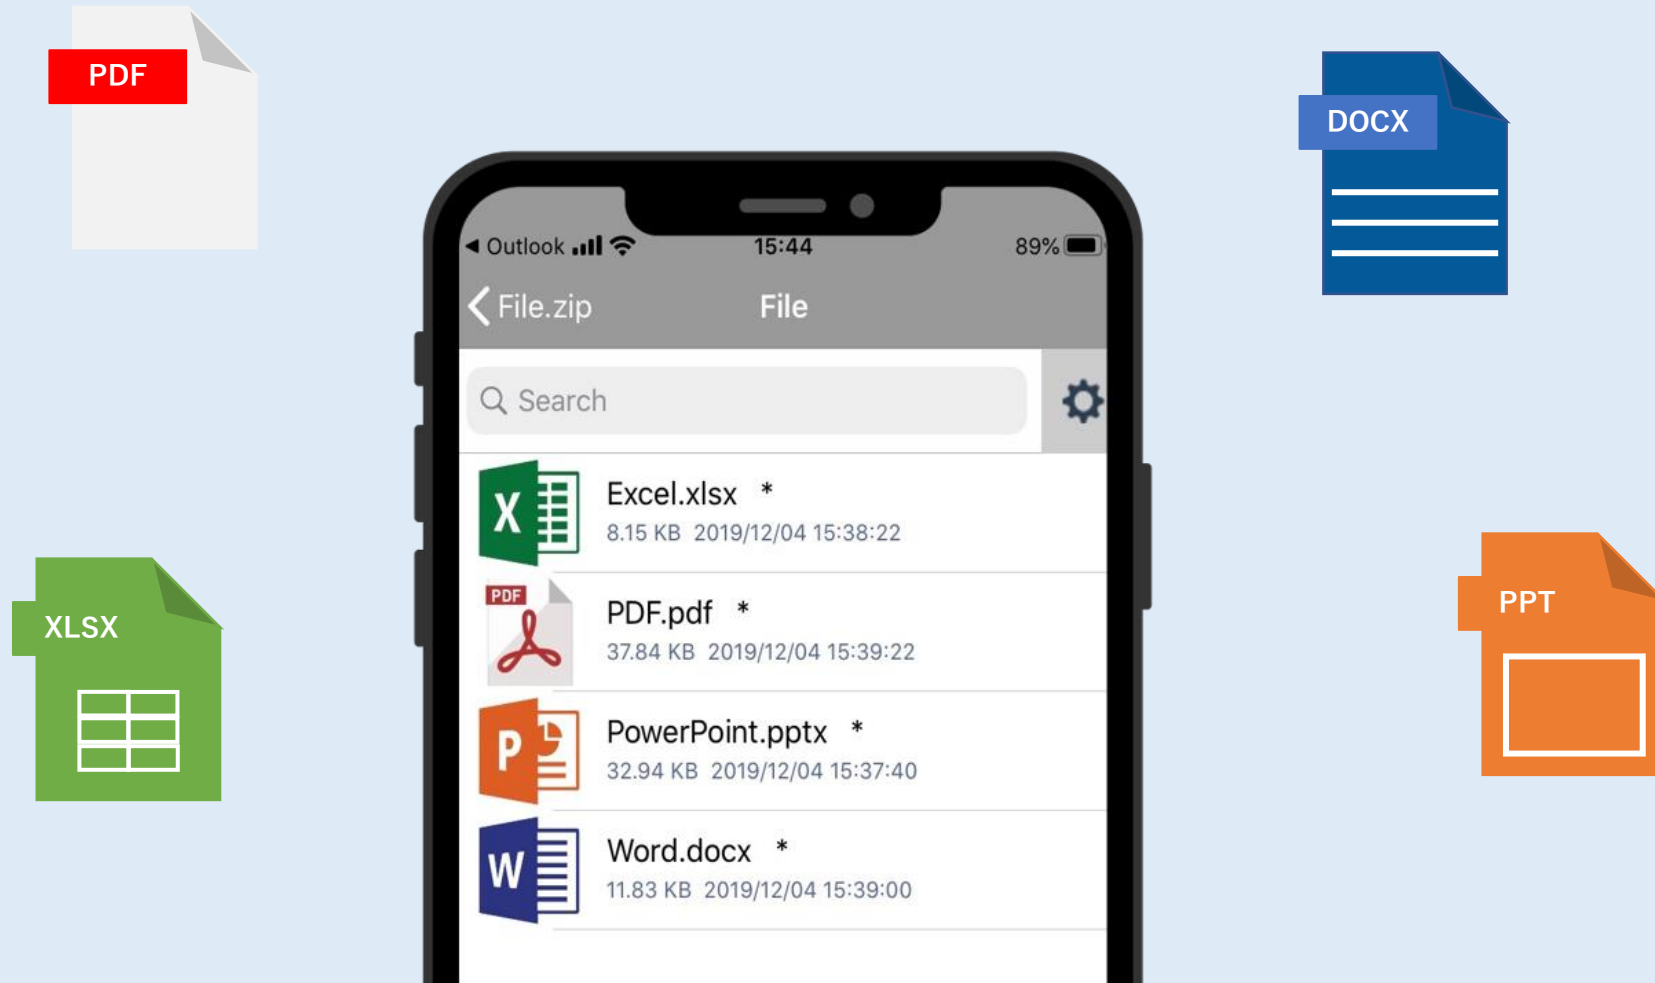 PDF
DOCX
Outlook 15:44 89%
File.zip File
Search
Excel.xlsx *
8.15 KB 2019/12/04 15:38:22
PDF
PDF.pdf *
37.84 KB 2019/12/04 15:39:22
PowerPoint.pptx *
32.94 KB 2019/12/04 15:37:40
Word.docx *
11.83 KB 2019/12/04 15:39:00
XLSX
PPT
X
P
W